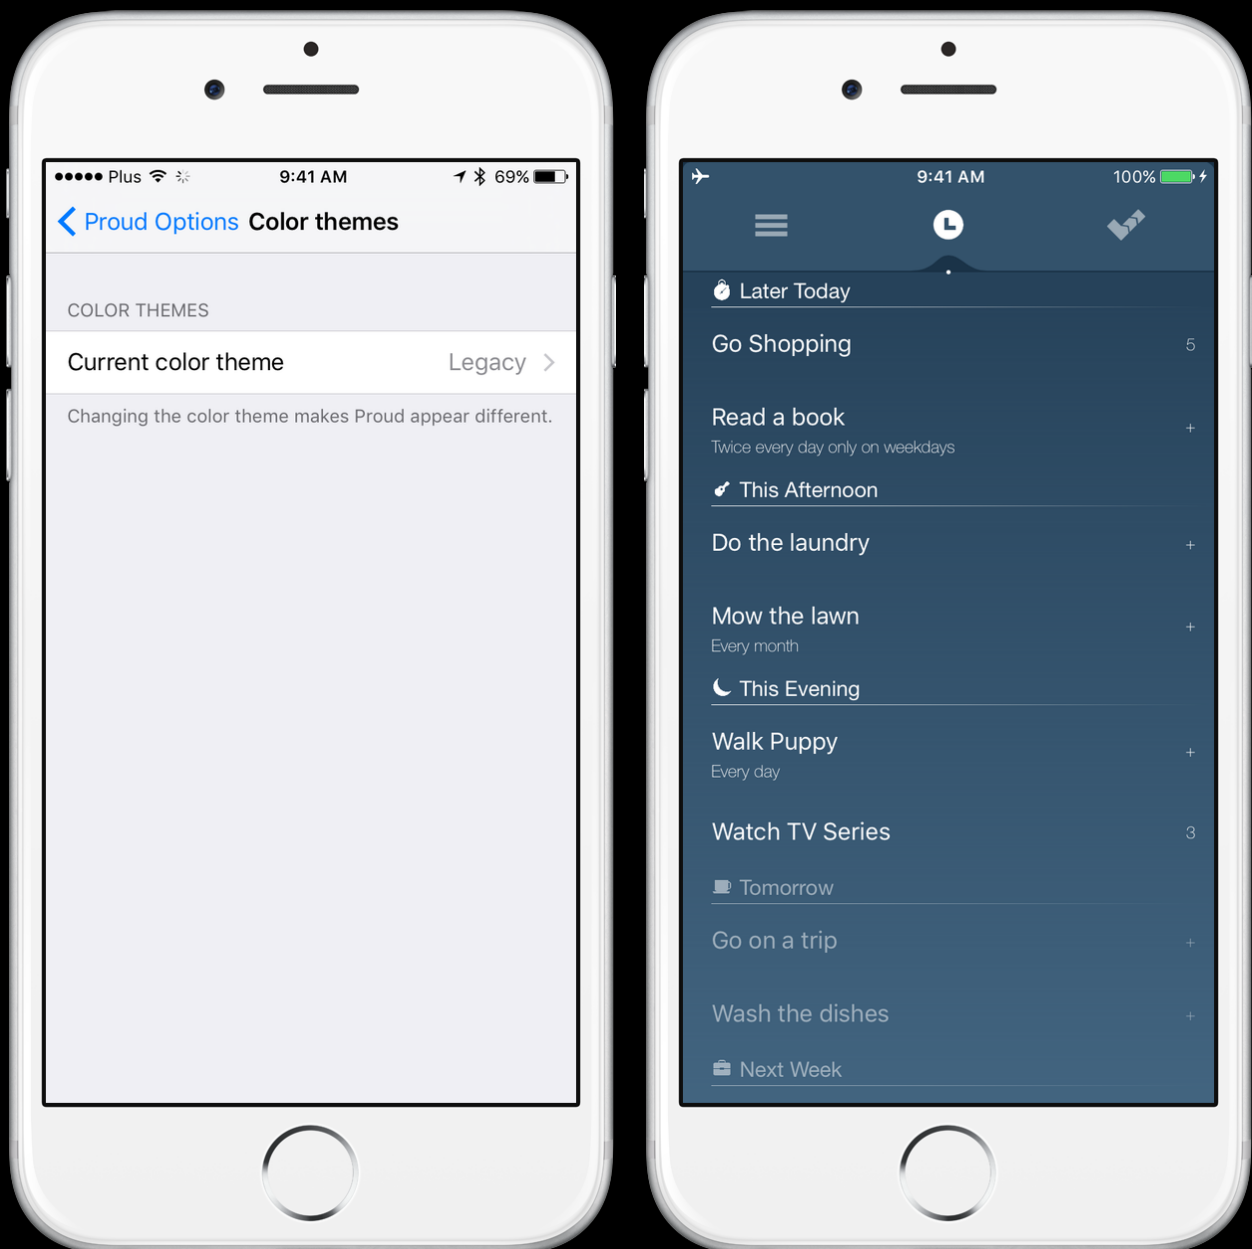 Plus 9:41 AM 69%
Proud Options Color themes
COLOR THEMES
Current color theme Legacy
Changing the color theme makes Proud appear different.
9:41 AM 100%
Later Today
Go Shopping 5
Read a book +
Twice every day only on weekdays
This Afternoon
Do the laundry +
Mow the lawn +
Every month
This Evening
Walk Puppy +
Every day
Watch TV Series 3
Tomorrow
Go on a trip +
Wash the dishes +
Next Week